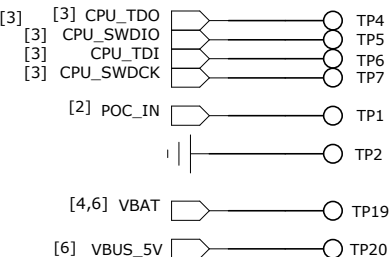 [3] [3] CPU_TDO TP4
[3] CPU_SWDIO TP5
[3] CPU_TDI TP6
[3] CPU_SWDCK TP7
[2] POC_IN TP1
TP2
[4,6] VBAT TP19
[6] VBUS_5V TP20